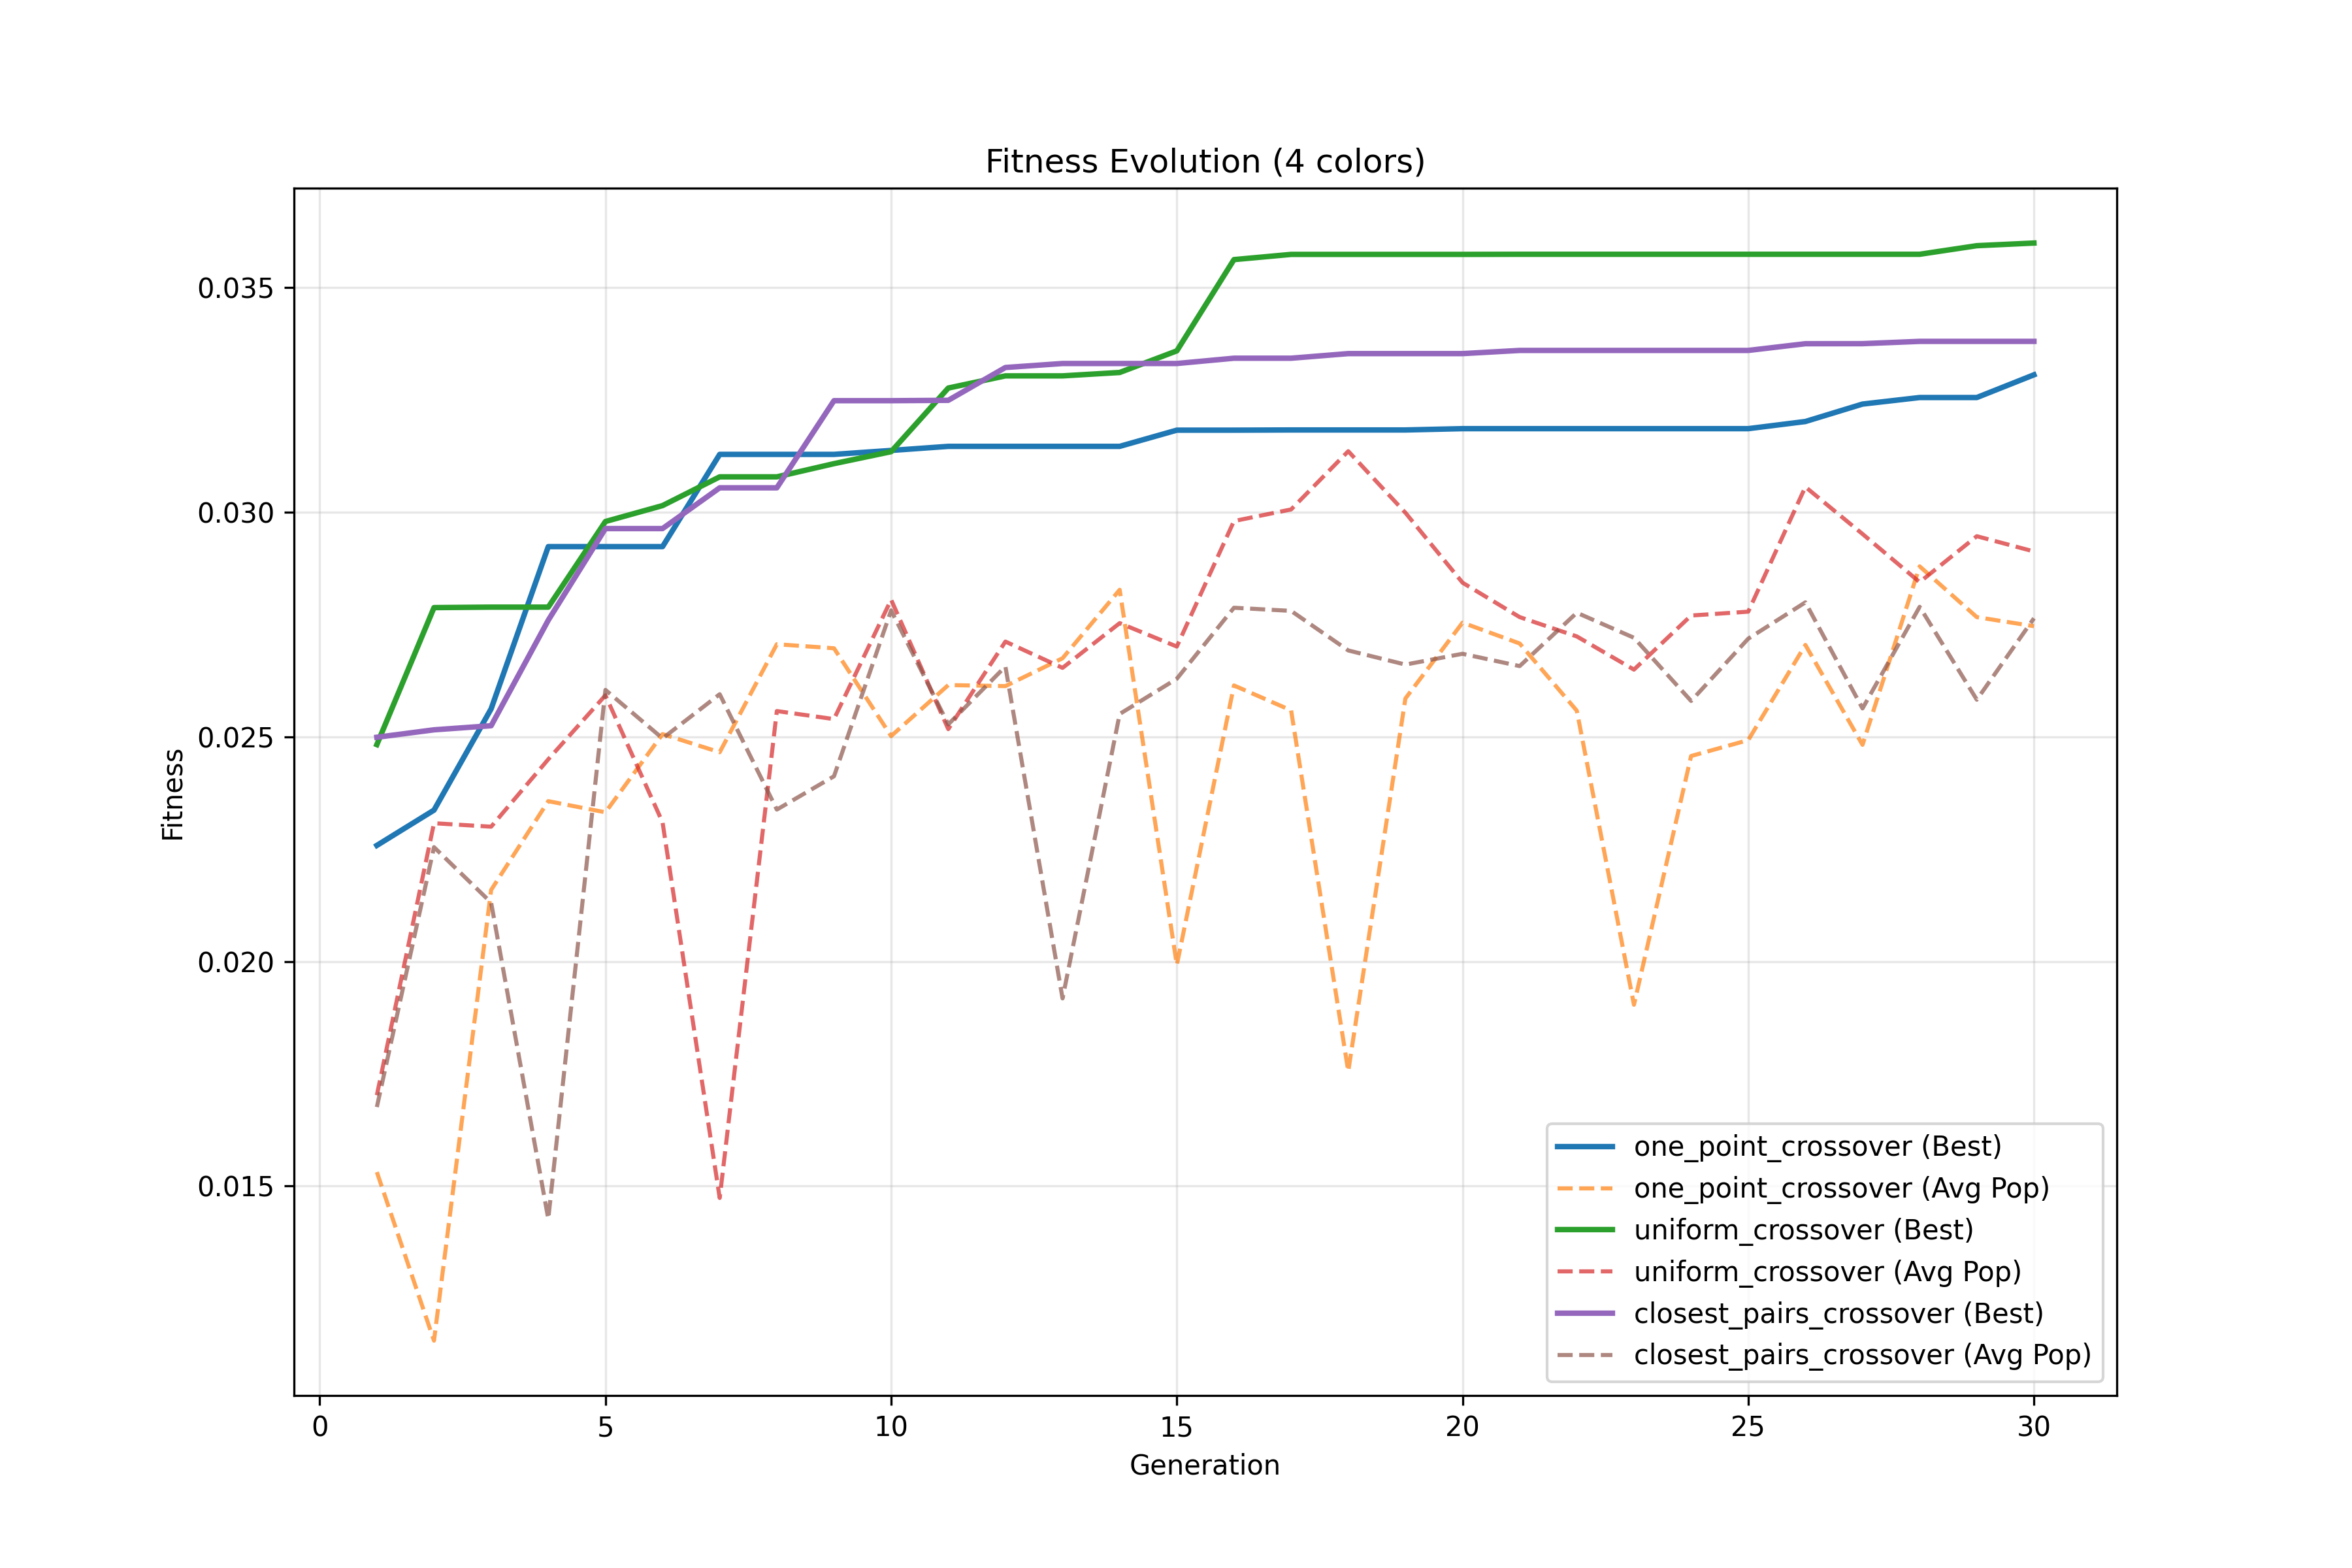 Fitness Evolution (4 colors)
Fitness
0.035
0.030
0.025
0.020
0.015
0
5
10
15
20
25
30
Generation
one_point_crossover (Best)
one_point_crossover (Avg Pop)
uniform_crossover (Best)
uniform_crossover (Avg Pop)
closest_pairs_crossover (Best)
closest_pairs_crossover (Avg Pop)